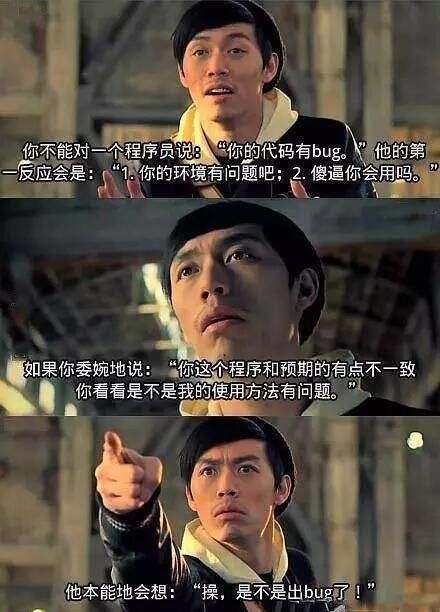 你不能对一个程序员说：“你的代码有bug。”他的第
一反应会是：“1. 你的环境有问题吧；2. 傻逼你会用吗。”
如果你委婉地说：“你这个程序和预期的有点不一致
你看看是不是我的使用方法有问题。”
他本能地会想：“操，是不是出bug了！”